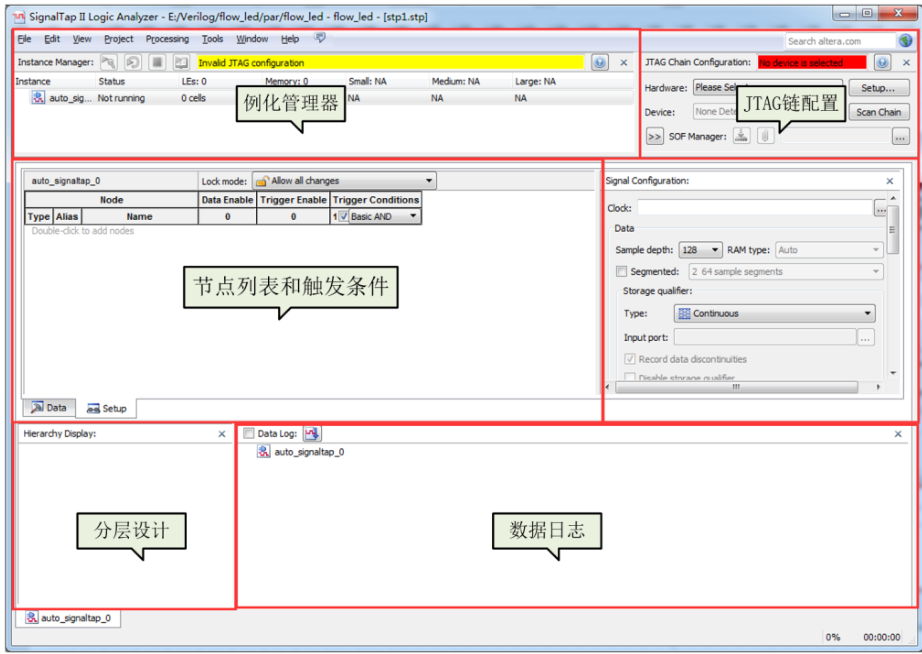 SignalTap II Logic Analyzer - E:/Verilog/flow_led/par/flow_led - flow_led - [stp1.stp]
File Edit View Project Processing Tools Window Help
Search altera.com
Instance Manager: Invalid JTAG configuration
Instance Status LEs: 0 Memory: 0 Small: NA Medium: NA Large: NA
auto_sig... Not running 0 cells NA NA NA
例化管理器
JTAG Chain Configuration: No device is selected
Hardware: Please Sele Setup...
Device: None Dete Scan Chain
>> SOF Manager: ...
JTAG链配置
auto_signaltap_0 Lock mode: Allow all changes
Node Data Enable Trigger Enable Trigger Conditions
Type Alias Name 0 0 1 Basic AND
Double-click to add nodes
节点列表和触发条件
Data Setup
Signal Configuration:
Clock: ...
Data
Sample depth: 128 RAM type: Auto
Segmented: 2 64 sample segments
Storage qualifier:
Type: Continuous
Input port: ...
Record data discontinuities
Disable storage qualifier
Hierarchy Display:
分层设计
Data Log:
auto_signaltap_0
数据日志
auto_signaltap_0
0% 00:00:00